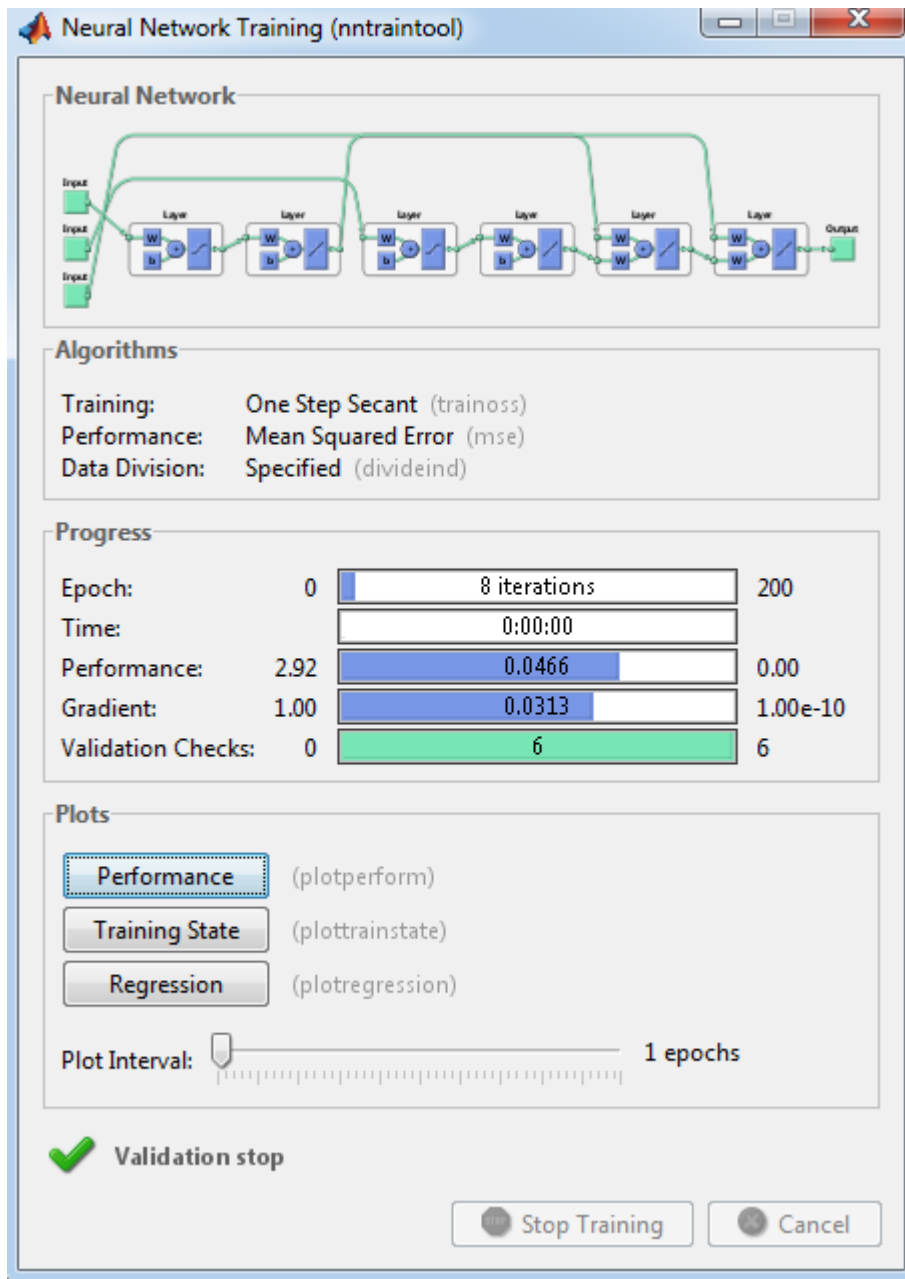 Neural Network Training (nntraintool)
Neural Network
Input
Input
Input
Layer
Layer
Layer
Layer
Layer
Layer
Output
W
W
W
W
W
W
b
b
b
b
W
W
Algorithms
Training: One Step Secant (trainoss)
Performance: Mean Squared Error (mse)
Data Division: Specified (divideind)
Progress
Epoch: 0 8 iterations 200
Time: 0:00:00
Performance: 2.92 0.0466 0.00
Gradient: 1.00 0.0313 1.00e-10
Validation Checks: 0 6 6
Plots
Performance (plotperform)
Training State (plottrainstate)
Regression (plotregression)
Plot Interval: 1 epochs
Validation stop
STOP Stop Training
Cancel